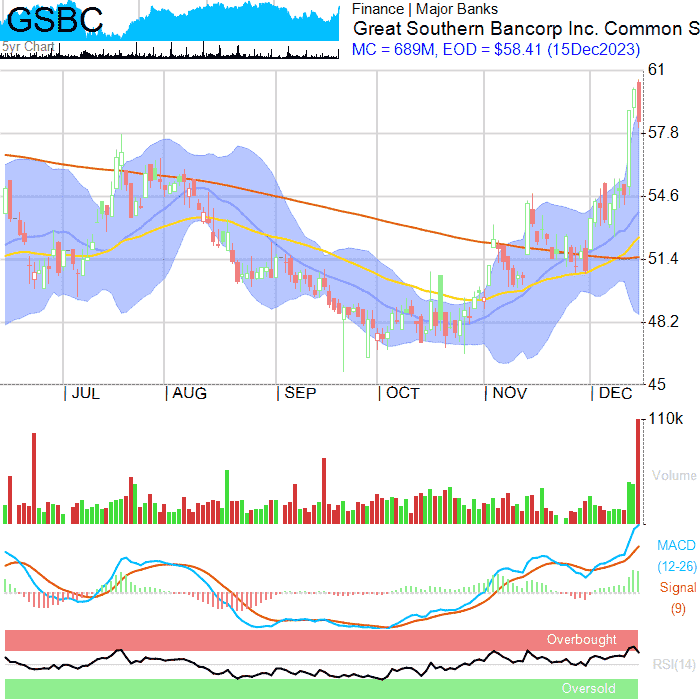 GSBC
5yr Chart
Finance | Major Banks
Great Southern Bancorp Inc. Common S
MC = 689M, EOD = $58.41 (15Dec2023)
61
57.8
54.6
51.4
48.2
45
| JUL | AUG | SEP | OCT | NOV | DEC
110k
Volume
MACD
(12-26)
Signal
(9)
Overbought
RSI(14)
Oversold